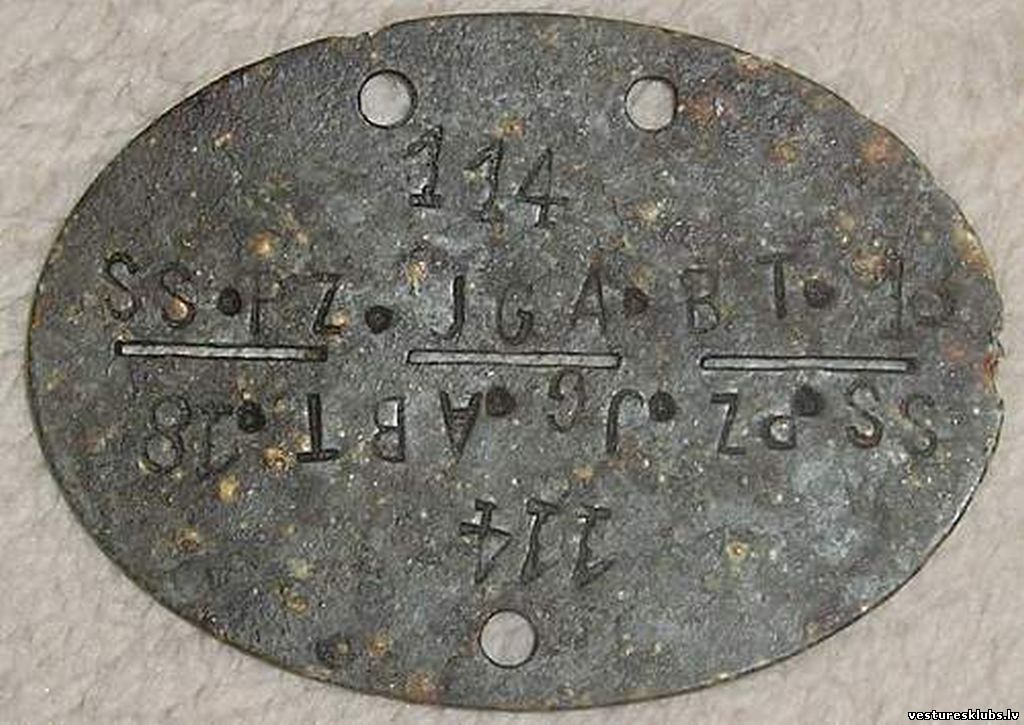 114
SS•PZ•JGA•BT•18
SS•PZ•JG•ABT•18
114
vesturesklubs.lv